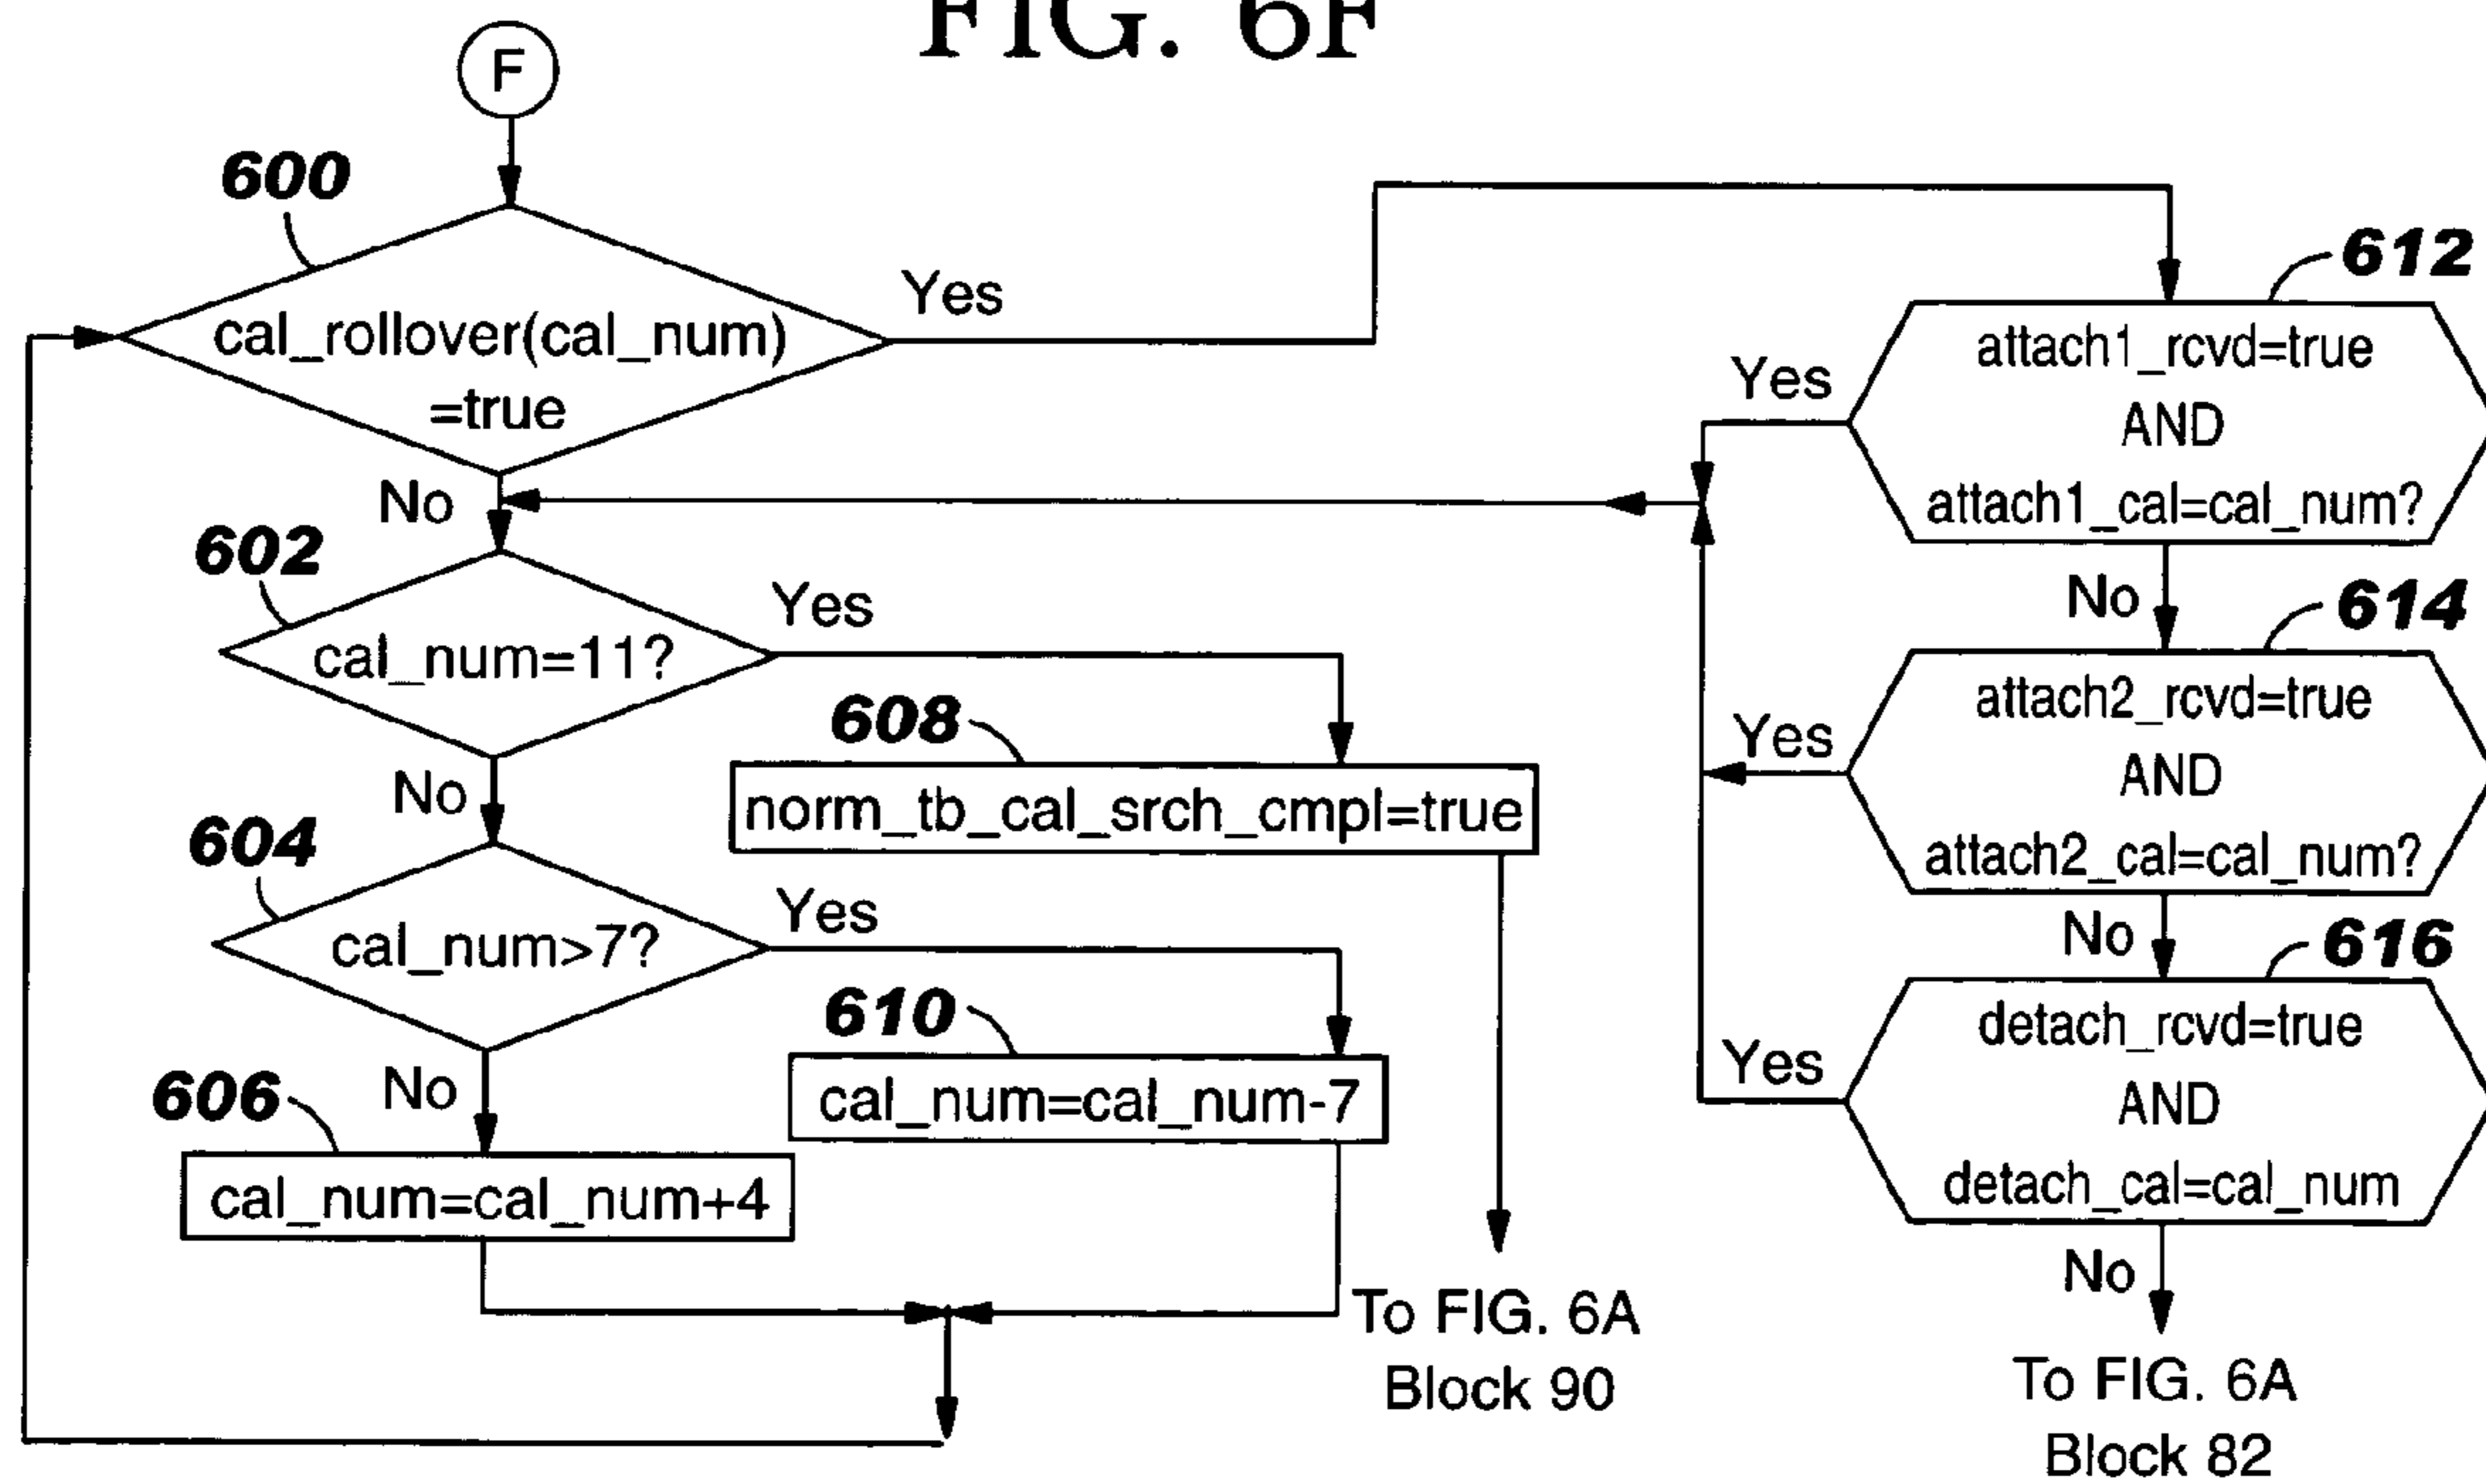 FIG. 6F
F
600
cal_rollover(cal_num)
=true
Yes
No
602
cal_num=11?
Yes
No
608
norm_tb_cal_srch_cmpl=true
604
cal_num>7?
Yes
No
610
cal_num=cal_num-7
606
cal_num=cal_num+4
To FIG. 6A
Block 90
612
attach1_rcvd=true
AND
attach1_cal=cal_num?
Yes
No
614
attach2_rcvd=true
AND
attach2_cal=cal_num?
Yes
No
616
detach_rcvd=true
AND
detach_cal=cal_num
Yes
No
To FIG. 6A
Block 82